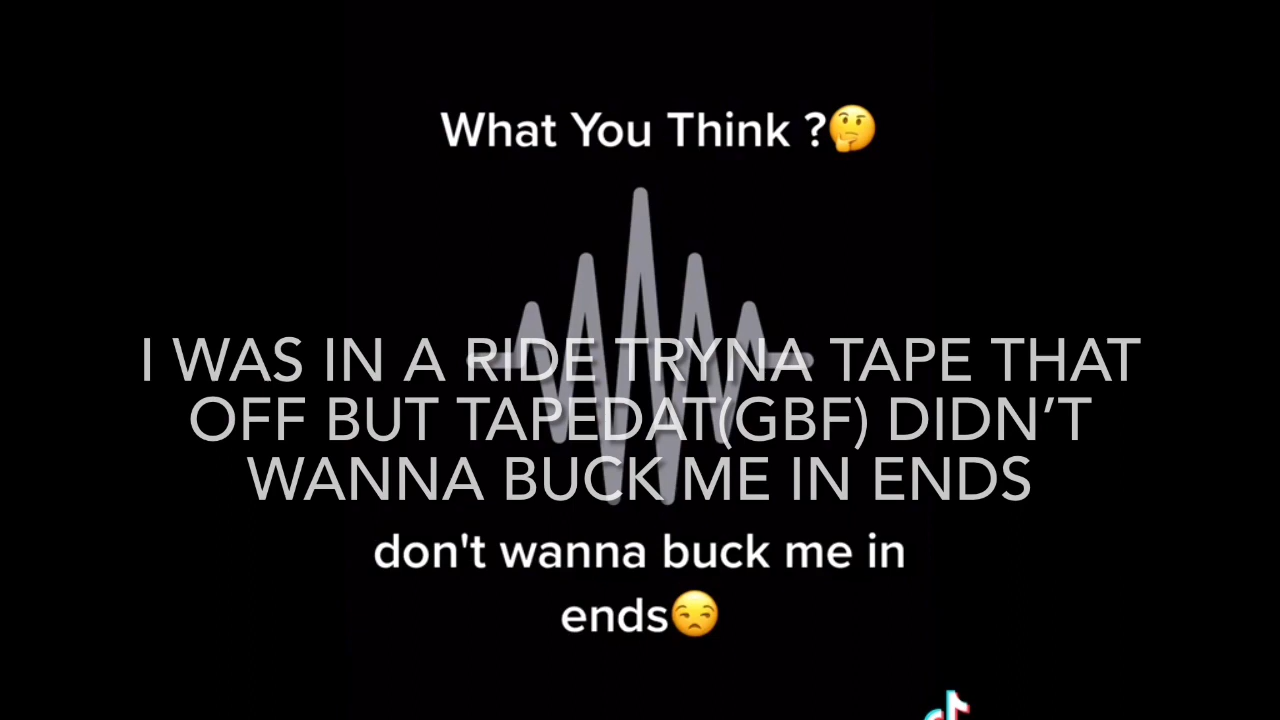 What You Think ?🤔
I WAS IN A RIDE TRYNA TAPE THAT
OFF BUT TAPEDAT(GBF) DIDN’T
WANNA BUCK ME IN ENDS
don't wanna buck me in
ends😒